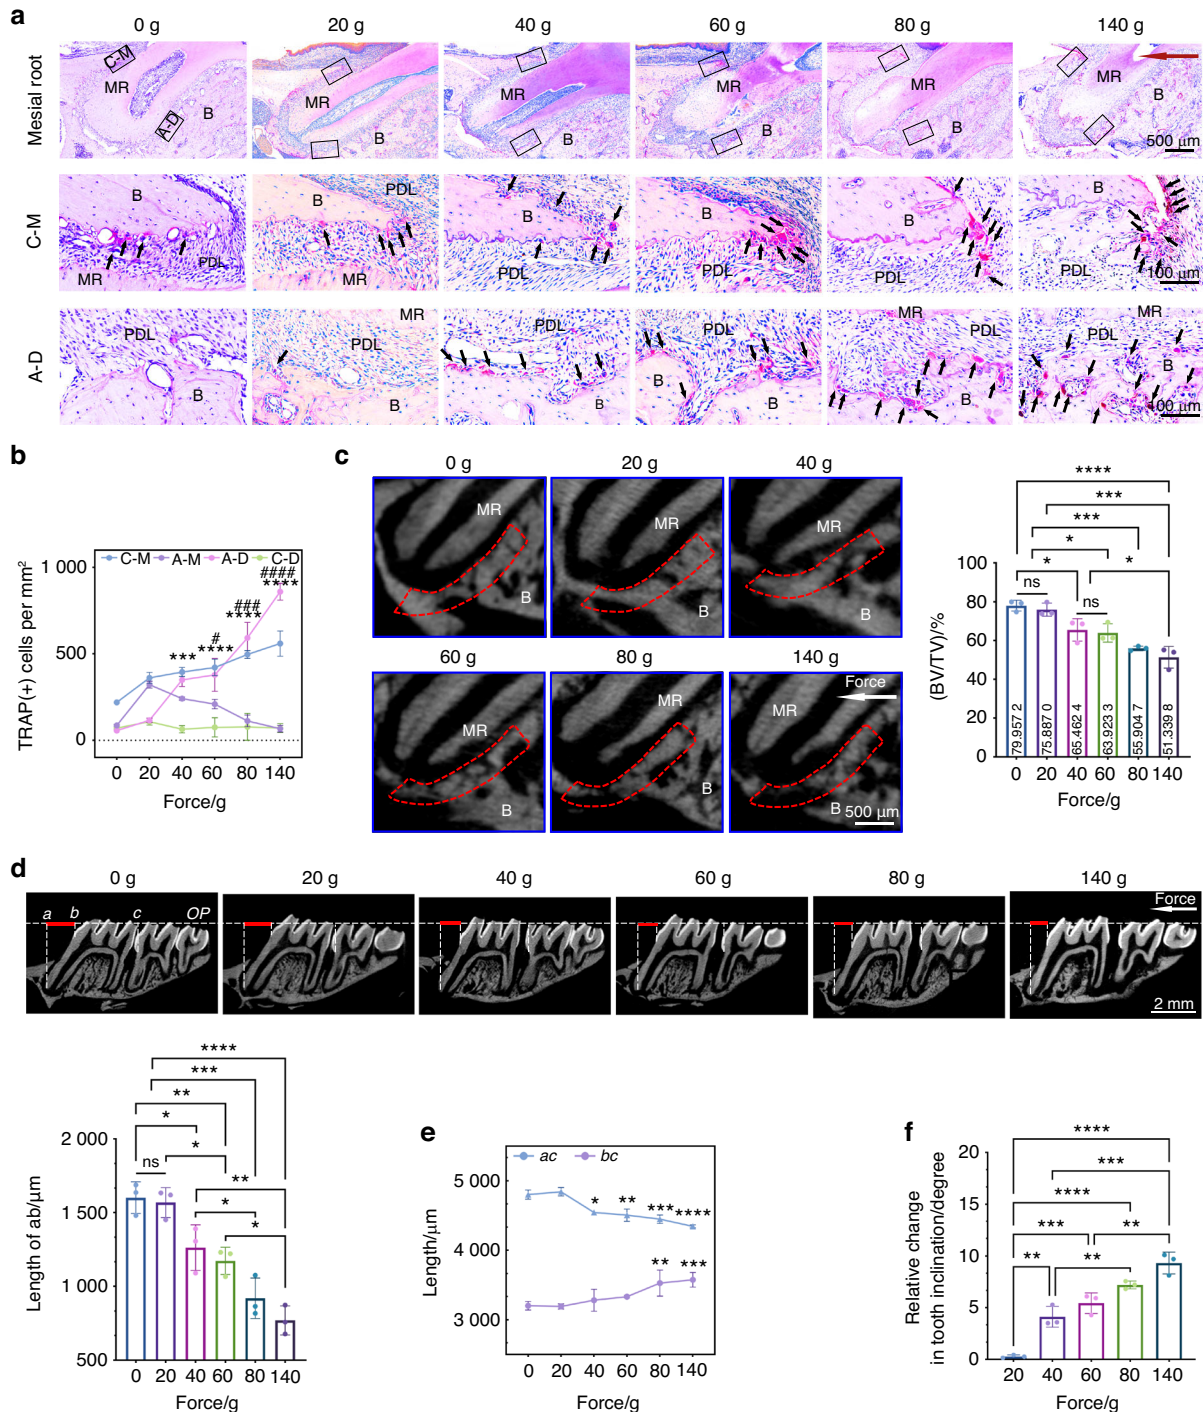 a
0 g 20 g 40 g 60 g 80 g 140 g
Mesial root
C-M
MR
A-D
B
MR
B
MR
B
MR
B
MR
B
MR
B
500 µm
C-M
B
MR
PDL
PDL
B
MR
B
PDL
B
PDL
B
PDL
100 µm
A-D
PDL
B
MR
PDL
B
PDL
B
PDL
B
MR
PDL
B
MR
PDL
B
100 µm
b
C-M A-M A-D C-D
TRAP(+) cells per mm²
1 000
500
0
***
#
****
###
****
####
****
0 20 40 60 80 140
Force/g
c
0 g 20 g 40 g
MR
B
MR
B
MR
B
60 g 80 g 140 g
MR
B
MR
B
MR
B
Force
500 µm
(BV/TV)/%
100
80
60
40
20
0
****
***
***
*
*
*
ns
ns
79.957 2
75.887 0
65.462 4
63.923 3
55.904 7
51.339 8
0 20 40 60 80 140
Force/g
d
0 g 20 g 40 g 60 g 80 g 140 g
a b c OP
Force
2 mm
Length of ab/µm
2 000
1 500
1 000
500
****
***
**
*
*
ns
**
*
*
0 20 40 60 80 140
Force/g
e
ac bc
Length/µm
5 000
4 000
3 000
* ** *** ****
** ***
0 20 40 60 80 140
Force/g
f
Relative change
in tooth inclination/degree
20
15
10
5
0
****
***
****
***
**
**
**
20 40 60 80 140
Force/g